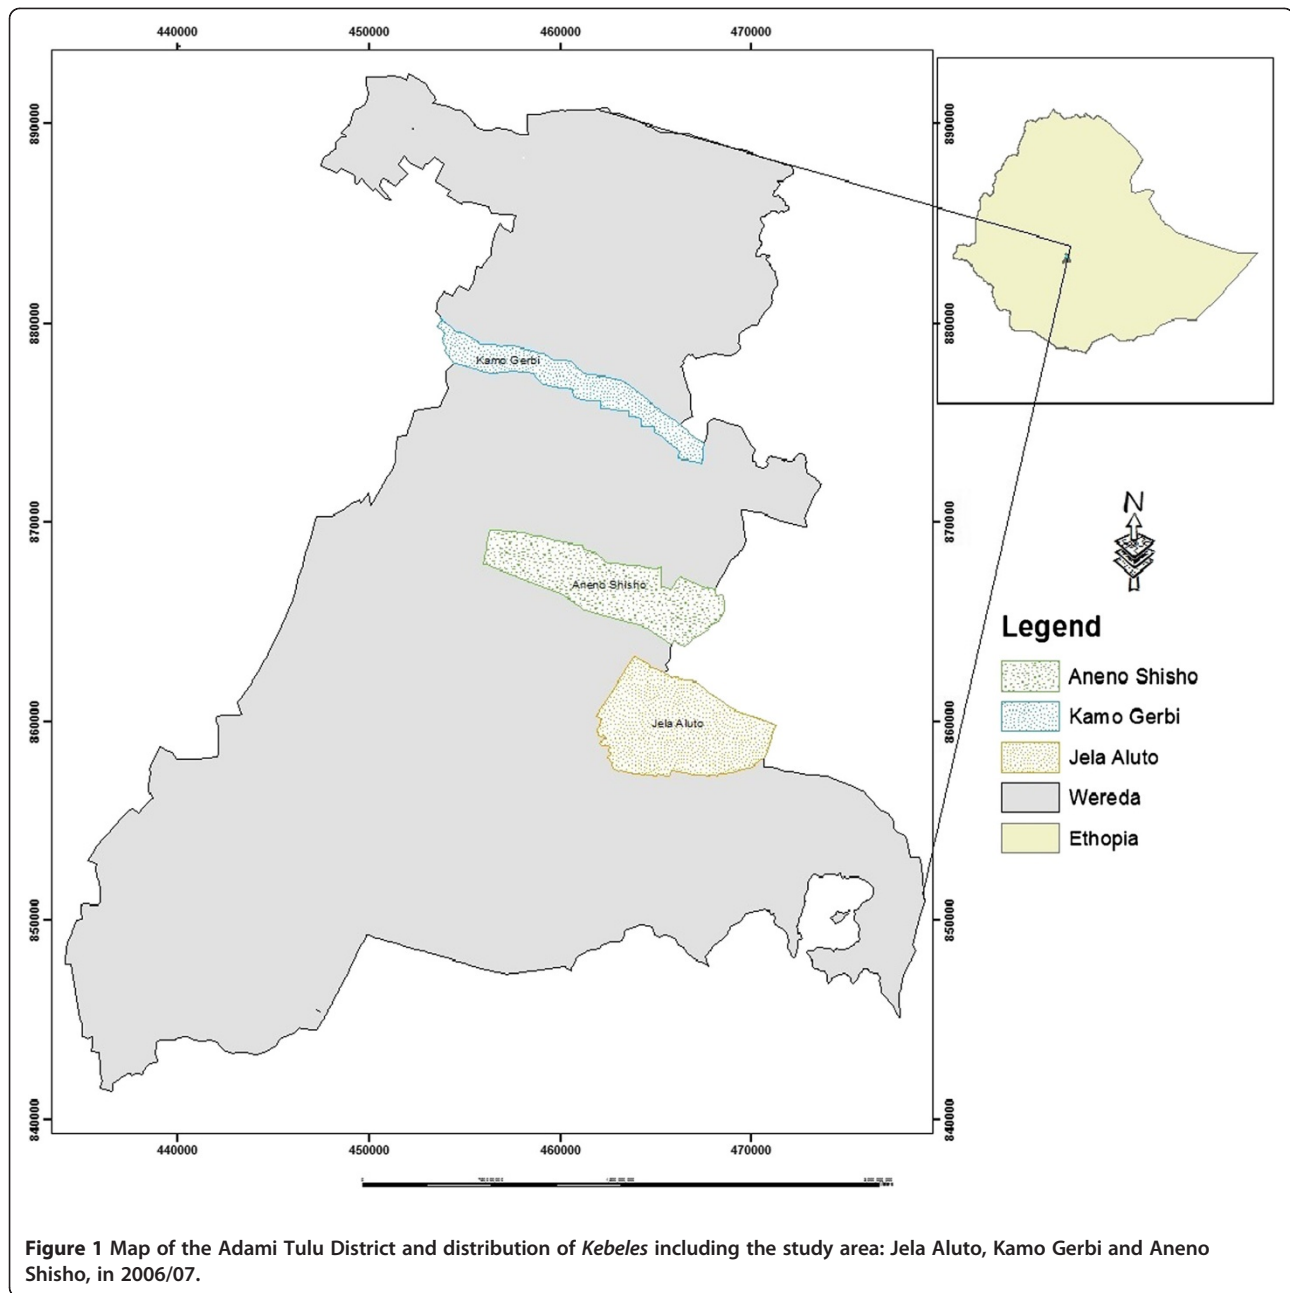 440000 450000 460000 470000
890000 890000
880000 880000
Kamo Gerbi
870000 870000
N
Aneno Shisho
Legend
Aneno Shisho
Kamo Gerbi
Jela Aluto
Wereda
Ethopia
Jela Aluto
860000 860000
850000 850000
840000 840000
440000 450000 460000 470000
Figure 1 Map of the Adami Tulu District and distribution of Kebeles including the study area: Jela Aluto, Kamo Gerbi and Aneno
Shisho, in 2006/07.